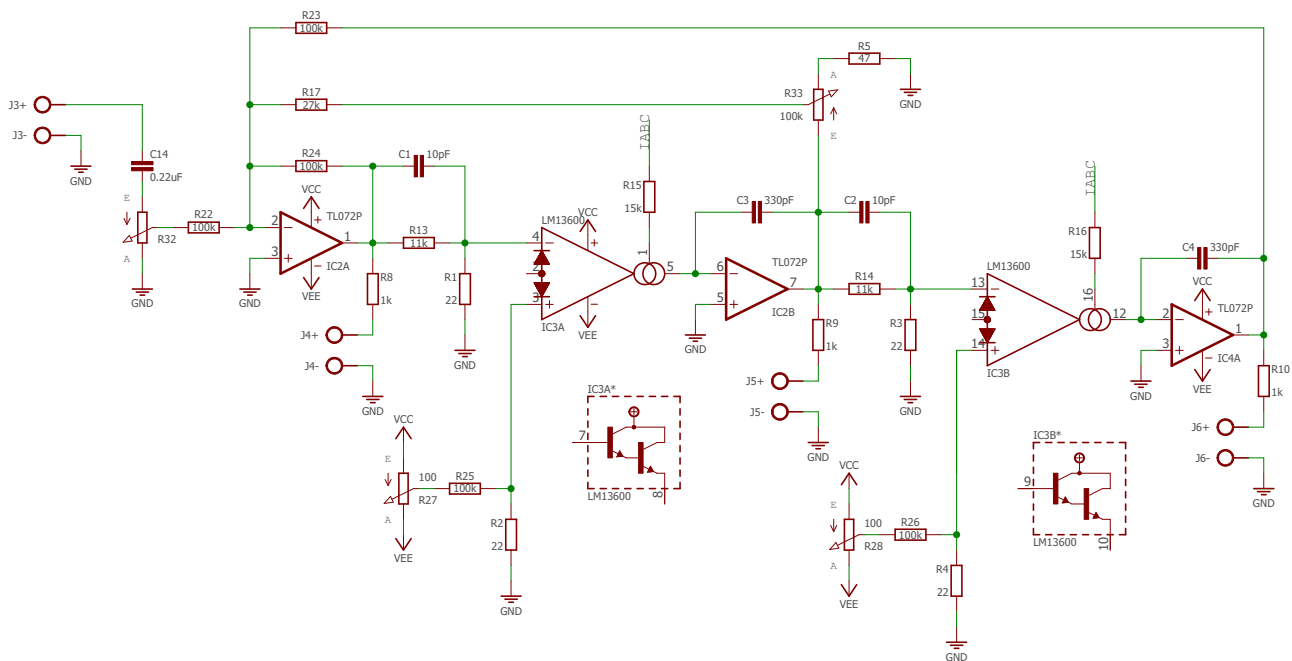 R23
100k
R5
47
A
J3+
R17
27k
R33
100k
E
J3-
GND
GND
IABC
C14
0.22uF
R24
100k
C1
10pF
GND
IABC
E
R32
A
R22
100k
VCC
TL072P
2
3
1
IC2A
VEE
R13
11k
R15
15k
LM13600
VCC
4
2
3
1
5
IC3A
VEE
C3
330pF
C2
10pF
TL072P
6
5
7
IC2B
R14
11k
R16
15k
LM13600
13
15
14
16
12
IC3B
C4
330pF
VCC
TL072P
2
3
1
IC4A
VEE
GND
GND
R8
1k
R1
22
J4+
J4-
GND
GND
GND
R9
1k
R3
22
J5+
J5-
GND
GND
GND
R10
1k
J6+
J6-
GND
IC3A*
7
8
LM13600
IC3B*
9
10
LM13600
VCC
E
100
R27
A
VEE
R25
100k
R2
22
GND
VCC
E
100
R28
A
VEE
R26
100k
R4
22
GND